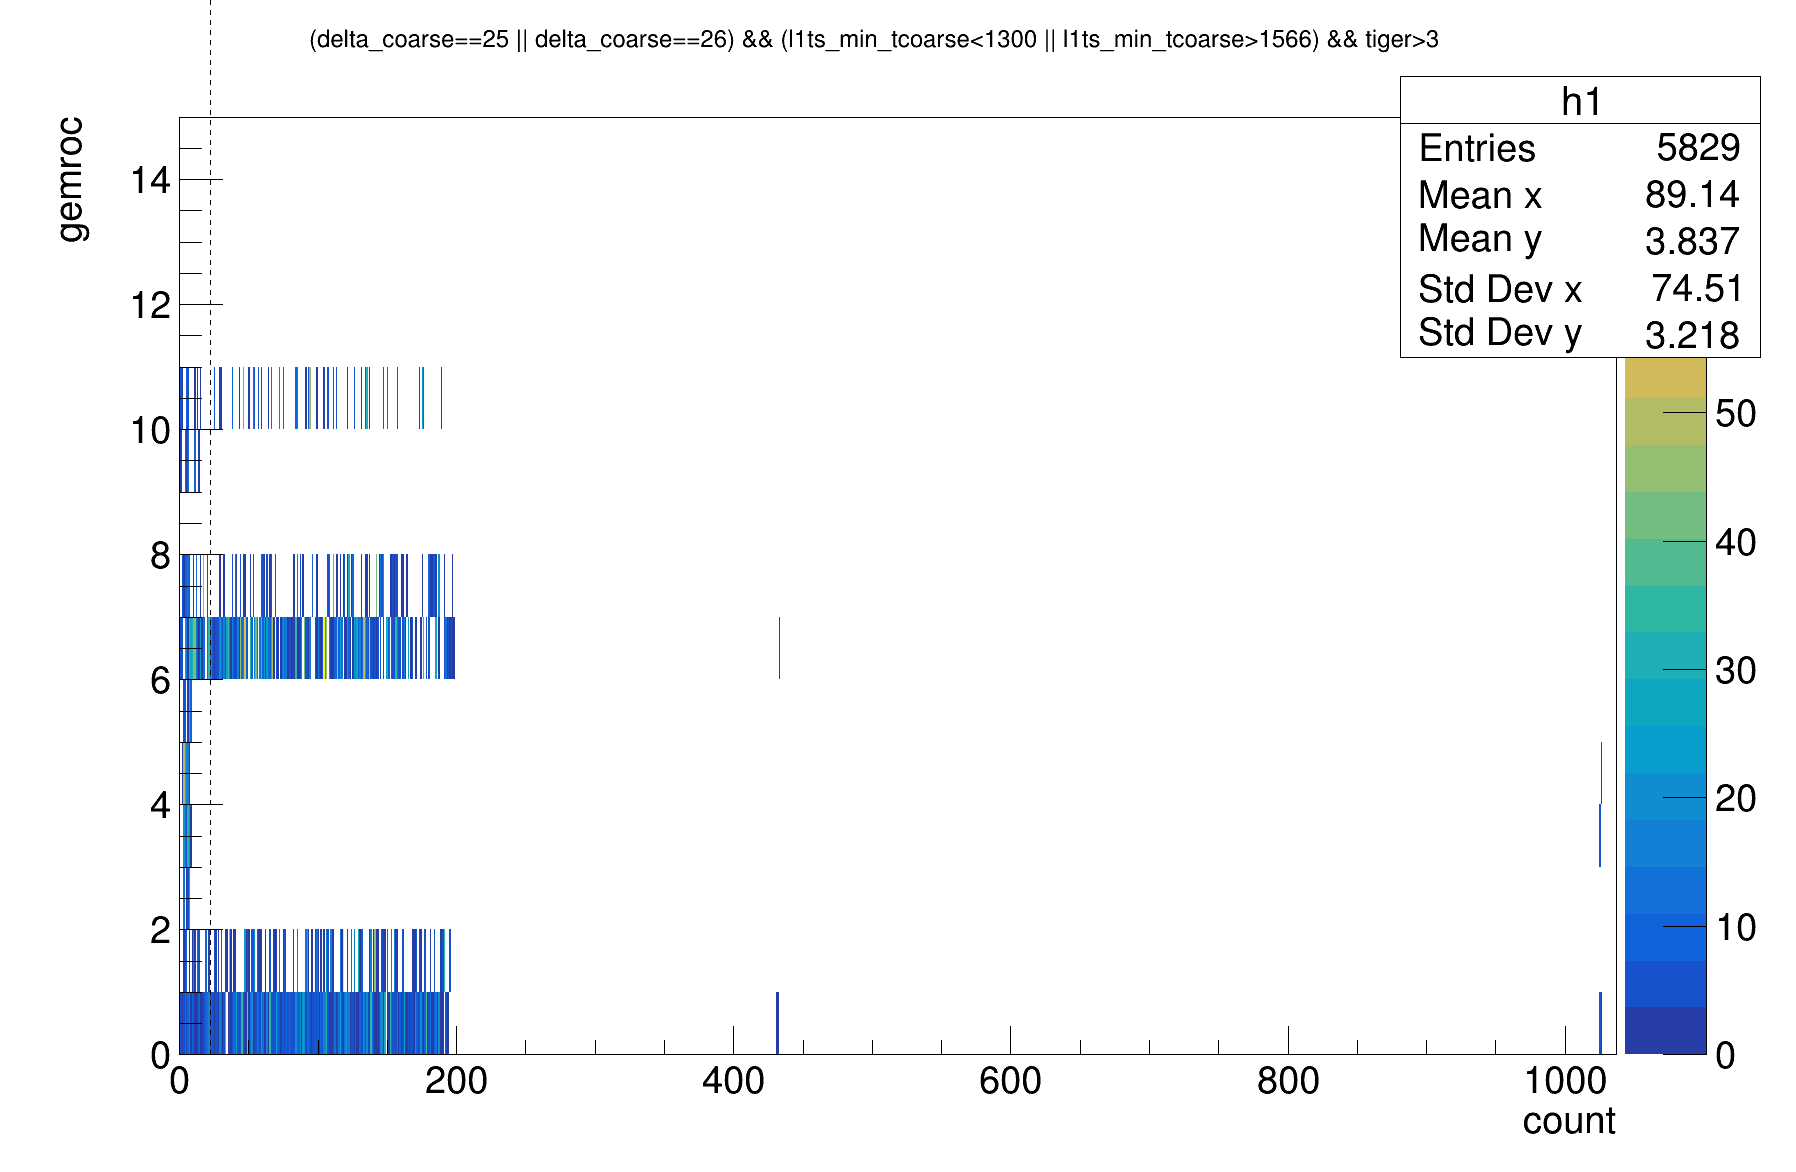 (delta_coarse==25 || delta_coarse==26) && (l1ts_min_tcoarse<1300 || l1ts_min_tcoarse>1566) && tiger>3
h1
Entries 5829
Mean x 89.14
Mean y 3.837
Std Dev x 74.51
Std Dev y 3.218
gemroc
14
12
10
8
6
4
2
0
50
40
30
20
10
0
0 200 400 600 800 1000
count